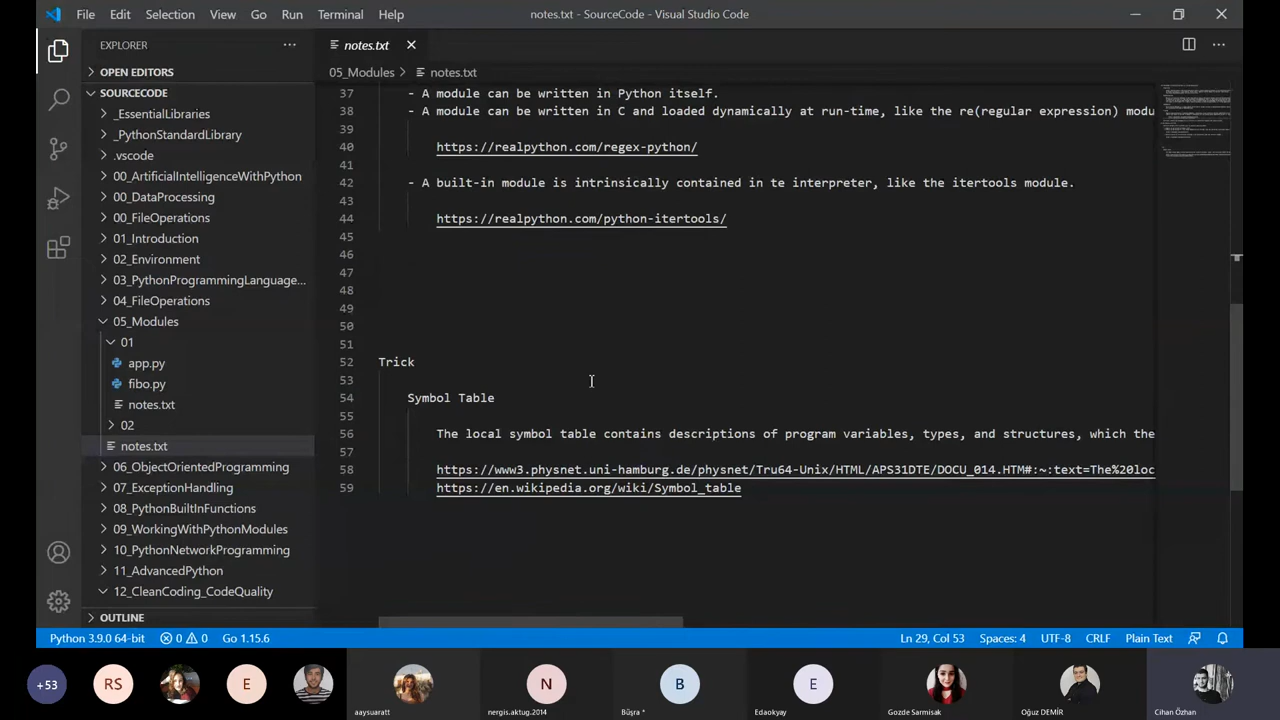 File Edit Selection View Go Run Terminal Help
notes.txt - SourceCode - Visual Studio Code
EXPLORER
OPEN EDITORS
SOURCECODE
_EssentialLibraries
_PythonStandardLibrary
.vscode
00_ArtificialIntelligenceWithPython
00_DataProcessing
00_FileOperations
01_Introduction
02_Environment
03_PythonProgrammingLanguage...
04_FileOperations
05_Modules
01
app.py
fibo.py
notes.txt
02
notes.txt
06_ObjectOrientedProgramming
07_ExceptionHandling
08_PythonBuiltInFunctions
09_WorkingWithPythonModules
10_PythonNetworkProgramming
11_AdvancedPython
12_CleanCoding_CodeQuality
OUTLINE
notes.txt
05_Modules > notes.txt
37 - A module can be written in Python itself.
38 - A module can be written in C and loaded dynamically at run-time, like the re(regular expression) modu
39
40 https://realpython.com/regex-python/
41
42 - A built-in module is intrinsically contained in te interpreter, like the itertools module.
43
44 https://realpython.com/python-itertools/
45
46
47
48
49
50
51
52 Trick
53
54 Symbol Table
55
56 The local symbol table contains descriptions of program variables, types, and structures, which the
57
58 https://www3.physnet.uni-hamburg.de/physnet/Tru64-Unix/HTML/APS31DTE/DOCU_014.HTM#:~:text=The%20loc
59 https://en.wikipedia.org/wiki/Symbol_table
Python 3.9.0 64-bit 0 0 Go 1.15.6 Ln 29, Col 53 Spaces: 4 UTF-8 CRLF Plain Text
+53 RS E N B E
aaysuaratt nergis.aktug.2014 Büşra * Edaokyay Gozde Sarmisak Oğuz DEMİR Cihan Özhan